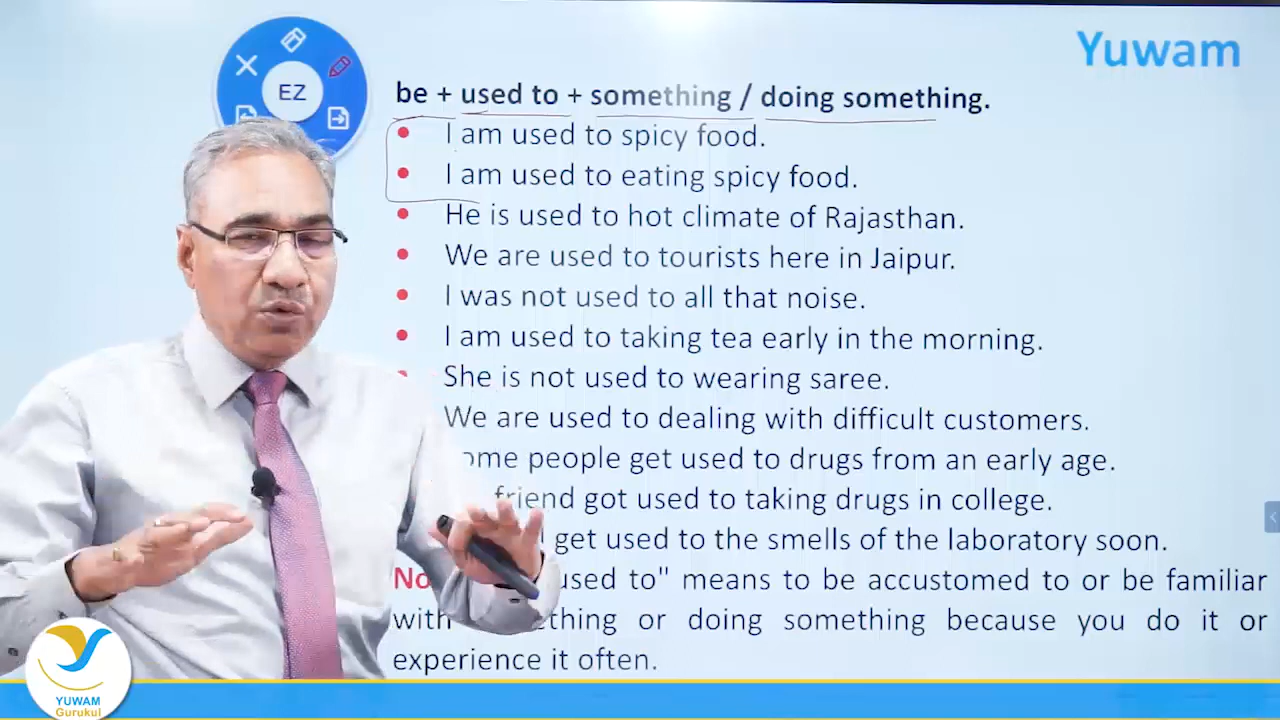 Yuwam
EZ
be + used to + something / doing something.
I am used to spicy food.
I am used to eating spicy food.
He is used to hot climate of Rajasthan.
We are used to tourists here in Jaipur.
I was not used to all that noise.
I am used to taking tea early in the morning.
She is not used to wearing saree.
We are used to dealing with difficult customers.
people get used to drugs from an early age.
friend got used to taking drugs in college.
get used to the smells of the laboratory soon.
used to" means to be accustomed to or be familiar
with or doing something because you do it or
experience it often.
YUWAM
Gurukul